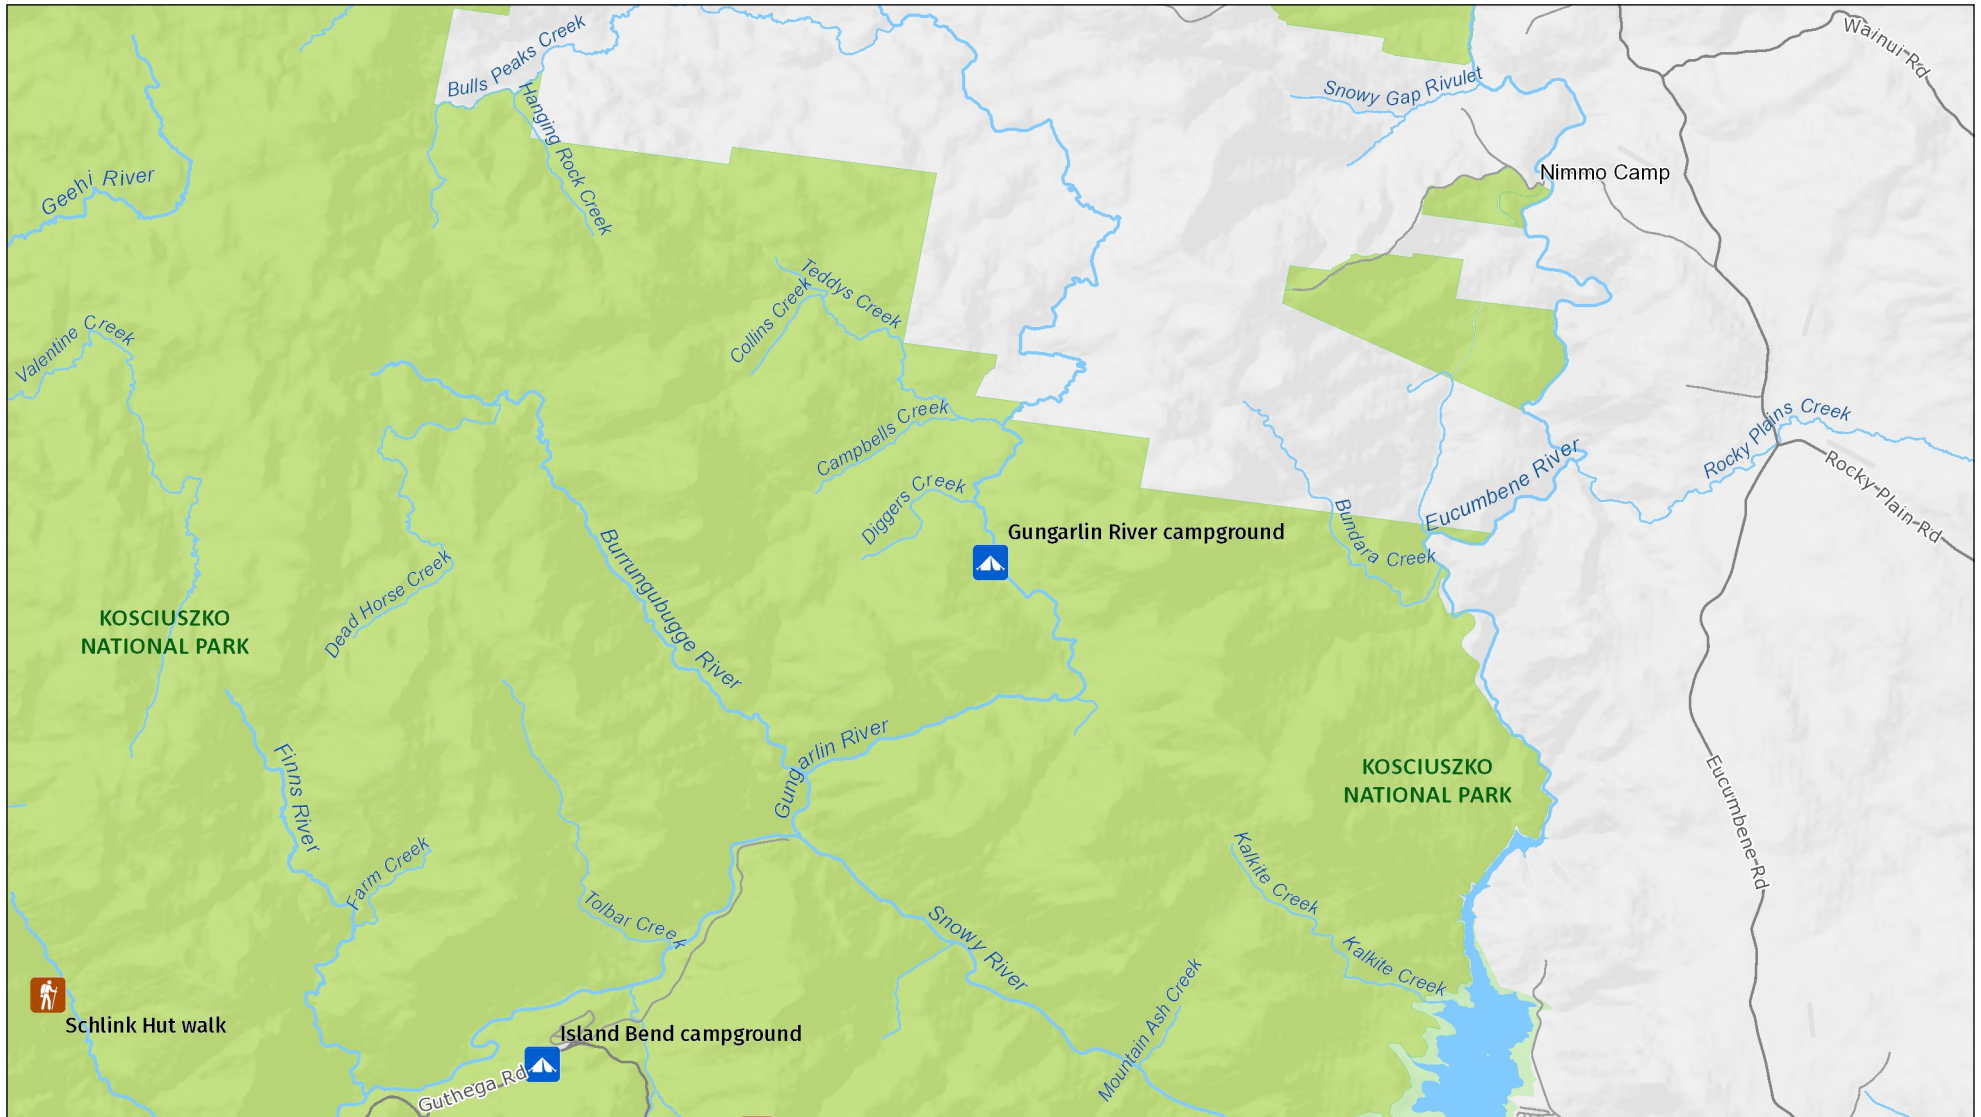 Wainui Rd
Bulls Peaks Creek
Snowy Gap Rivulet
Hanging Rock Creek
Nimmo Camp
Geehi River
Teddys Creek
Collins Creek
Valentine Creek
Campbells Creek
Rocky Plains Creek
Diggers Creek
Eucumbene River
Rocky Plain Rd
Gungarlin River campground
Bundara Creek
Burrungubugge River
Dead Horse Creek
KOSCIUSZKO
NATIONAL PARK
Gungarlin River
Finns River
KOSCIUSZKO
NATIONAL PARK
Eucumbene Rd
Farm Creek
Kalkite Creek
Tolbar Creek
Snowy River
Kalkite Creek
Mountain Ash Creek
Schlink Hut walk
Island Bend campground
Guthega Rd